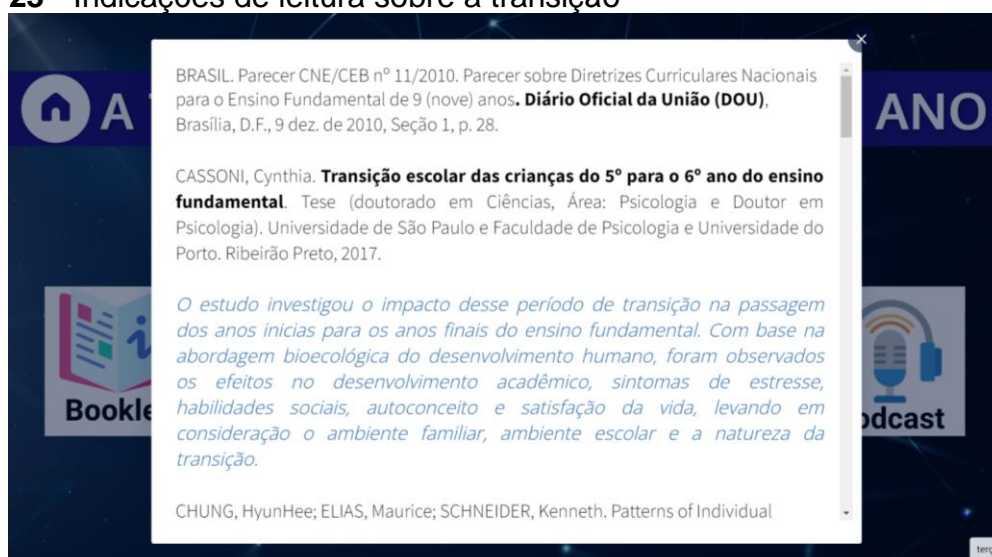 25 Indicações de leitura sobre a transição
A
ANO
BRASIL. Parecer CNE/CEB nº 11/2010. Parecer sobre Diretrizes Curriculares Nacionais
para o Ensino Fundamental de 9 (nove) anos. Diário Oficial da União (DOU),
Brasília, D.F., 9 dez. de 2010, Seção 1, p. 28.
CASSONI, Cynthia. Transição escolar das crianças do 5º para o 6º ano do ensino
fundamental. Tese (doutorado em Ciências, Área: Psicologia e Doutor em
Psicologia). Universidade de São Paulo e Faculdade de Psicologia e Universidade do
Porto. Ribeirão Preto, 2017.
O estudo investigou o impacto desse período de transição na passagem
dos anos inicias para os anos finais do ensino fundamental. Com base na
abordagem bioecológica do desenvolvimento humano, foram observados
os efeitos no desenvolvimento acadêmico, sintomas de estresse,
habilidades sociais, autoconceito e satisfação da vida, levando em
consideração o ambiente familiar, ambiente escolar e a natureza da
transição.
CHUNG, HyunHee; ELIAS, Maurice; SCHNEIDER, Kenneth. Patterns of Individual
Bookle
odcast